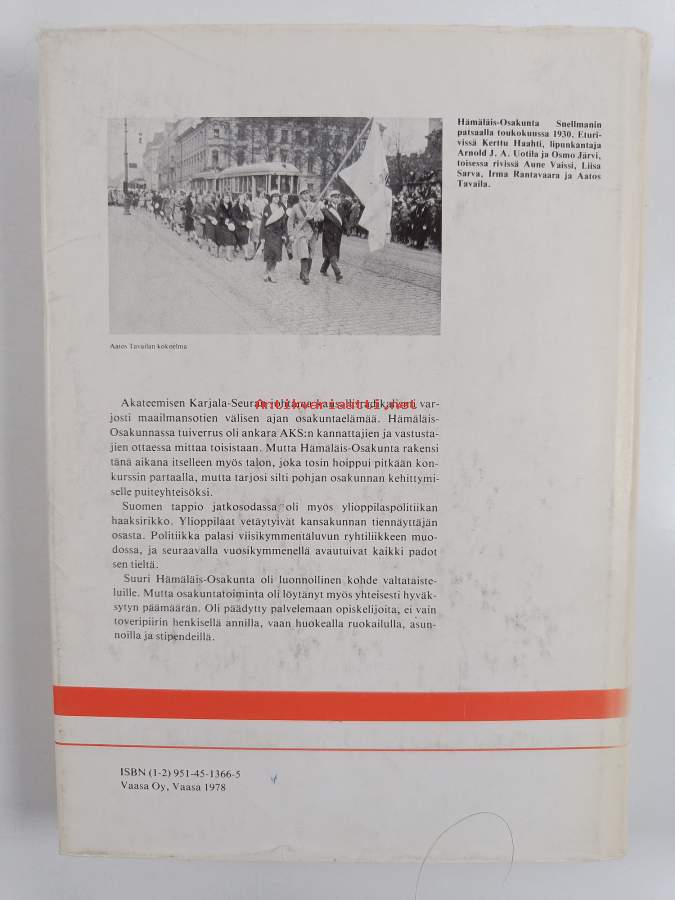 Hämäläis-Osakunta Snellmanin
patsaalla toukokuussa 1930. Eturi-
vissä Kerttu Haahti, lipunkantaja
Arnold J. A. Uotila ja Osmo Järvi,
toisessa rivissä Aune Vaissi, Liisa
Sarva, Irma Rantavaara ja Aatos
Tavaila.
Aatos Tavailan kokoelma
Akateemisen Karjala-Seuran var-
Antikvariaatti.net
josti maailmansotien välisen ajan osakuntaelämää. Hämäläis-
Osakunnassa tuiverrus oli ankara AKS:n kannattajien ja vastusta-
jien ottaessa mittaa toisistaan. Mutta Hämäläis-Osakunta rakensi
tänä aikana itselleen myös talon, joka tosin hoippui pitkään kon-
kurssin partaalla, mutta tarjosi silti pohjan osakunnan kehittymi-
selle puiteyhteisöksi.
Suomen tappio jatkosodassa oli myös ylioppilaspolitiikan
haaksirikko. Ylioppilaat vetäytyivät kansakunnan tiennäyttäjän
osasta. Politiikka palasi viisikymmentäluvun ryhtiliikkeen muo-
dossa, ja seuraavalla vuosikymmenellä avautuivat kaikki padot
sen tieltä.
Suuri Hämäläis-Osakunta oli luonnollinen kohde valtataiste-
luille. Mutta osakuntatoiminta oli löytänyt myös yhteisesti hyväk-
sytyn päämäärän. Oli päädytty palvelemaan opiskelijoita, ei vain
toveripiirin henkisellä annilla, vaan huokealla ruokailulla, asun-
noilla ja stipendeillä.
ISBN (1-2) 951-45-1366-5
Vaasa Oy, Vaasa 1978